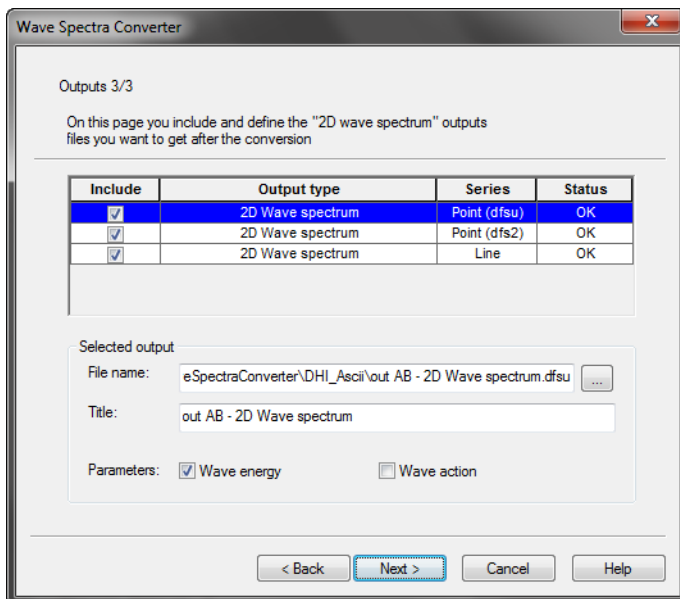 Wave Spectra Converter
Outputs 3/3
On this page you include and define the "2D wave spectrum" outputs
files you want to get after the conversion
Include Output type Series Status
2D Wave spectrum Point (dfsu) OK
2D Wave spectrum Point (dfs2) OK
2D Wave spectrum Line OK
Selected output
File name: eSpectraConverter\DHI_Ascii\out AB - 2D Wave spectrum.dfsu ...
Title: out AB - 2D Wave spectrum
Parameters: Wave energy Wave action
< Back Next > Cancel Help